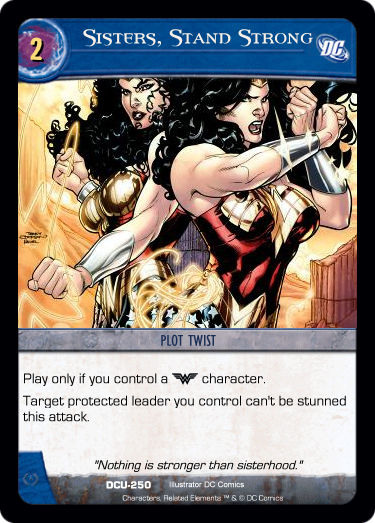 2
SISTERS, STAND STRONG
DC
PLOT TWIST
Play only if you control a character.
Target protected leader you control can't be stunned
this attack.
"Nothing is stronger than sisterhood."
DCU-250 Illustrator DC Comics
Characters, Related Elements ™ & © DC Comics